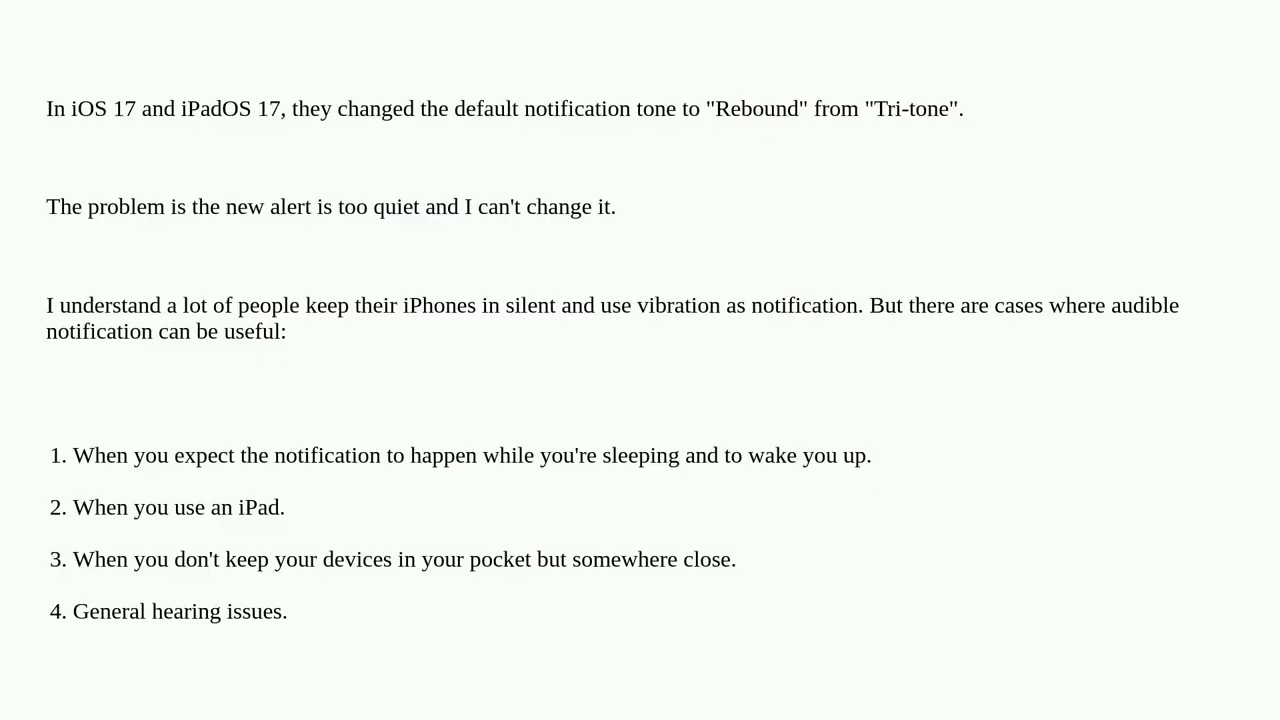 In iOS 17 and iPadOS 17, they changed the default notification tone to "Rebound" from "Tri-tone".
The problem is the new alert is too quiet and I can't change it.
I understand a lot of people keep their iPhones in silent and use vibration as notification. But there are cases where audible
notification can be useful:
1. When you expect the notification to happen while you're sleeping and to wake you up.
2. When you use an iPad.
3. When you don't keep your devices in your pocket but somewhere close.
4. General hearing issues.